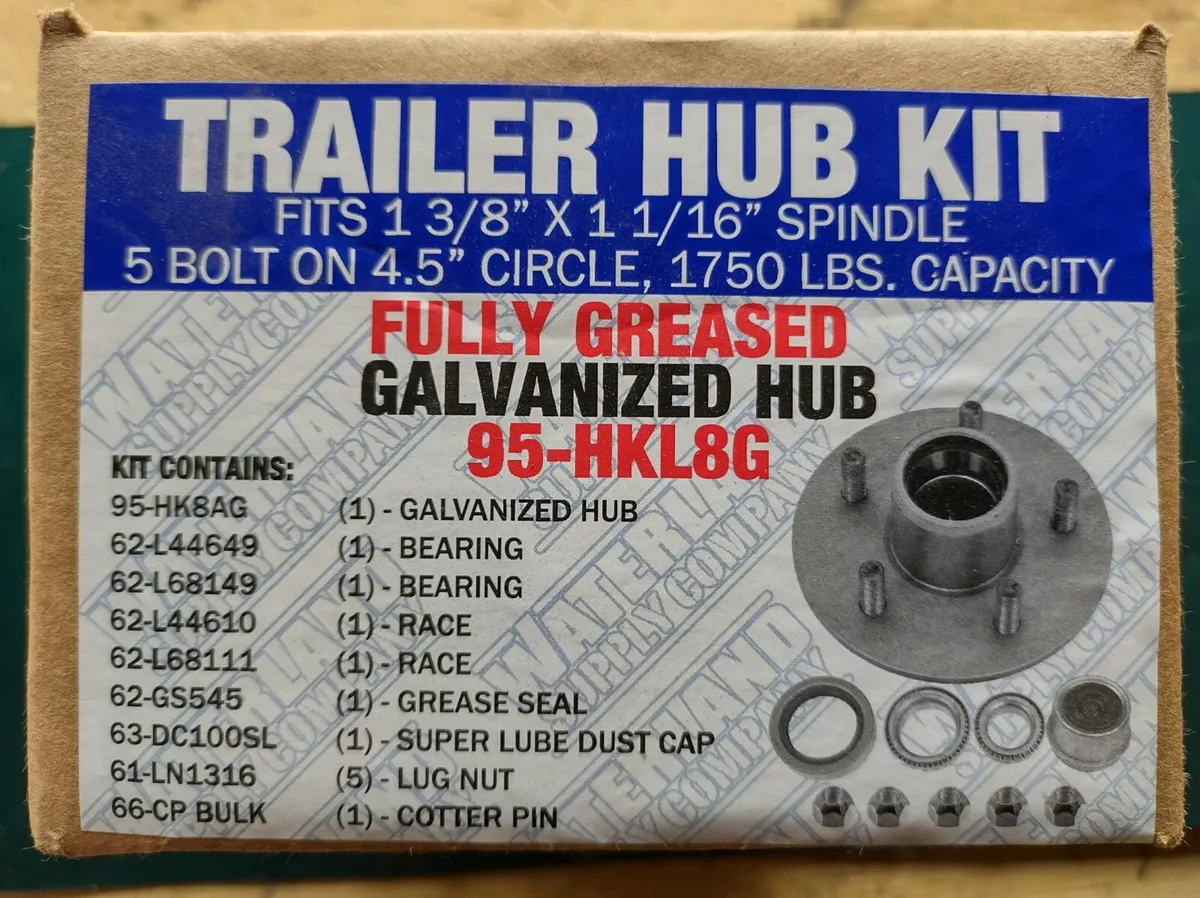 TRAILER HUB KIT
FITS 1 3/8” X 1 1/16” SPINDLE
5 BOLT ON 4.5” CIRCLE, 1750 LBS. CAPACITY
FULLY GREASED
GALVANIZED HUB
95-HKL8G
KIT CONTAINS:
95-HK8AG (1) - GALVANIZED HUB
62-L44649 (1) - BEARING
62-L68149 (1) - BEARING
62-L44610 (1) - RACE
62-L68111 (1) - RACE
62-GS545 (1) - GREASE SEAL
63-DC100SL (1) - SUPER LUBE DUST CAP
61-LN1316 (5) - LUG NUT
66-CP BULK (1) - COTTER PIN
WATERLAND
SUPPLY COMPANY